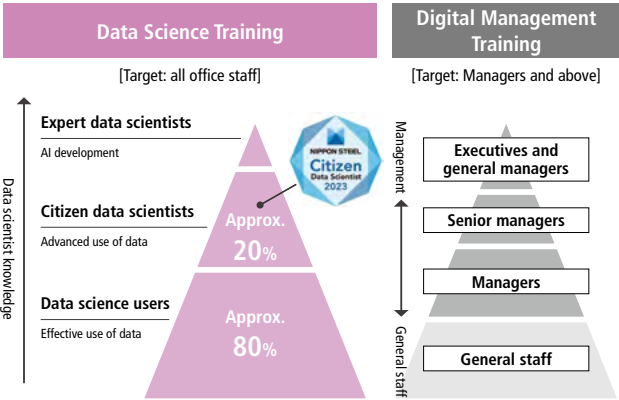 Data Science Training
[Target: all office staff]
Data scientist knowledge
Expert data scientists
AI development
NIPPON STEEL
Citizen
Data Scientist
2023
Citizen data scientists
Advanced use of data
Approx.
20%
Data science users
Effective use of data
Approx.
80%
Digital Management
Training
[Target: Managers and above]
Management
General staff
Executives and
general managers
Senior managers
Managers
General staff